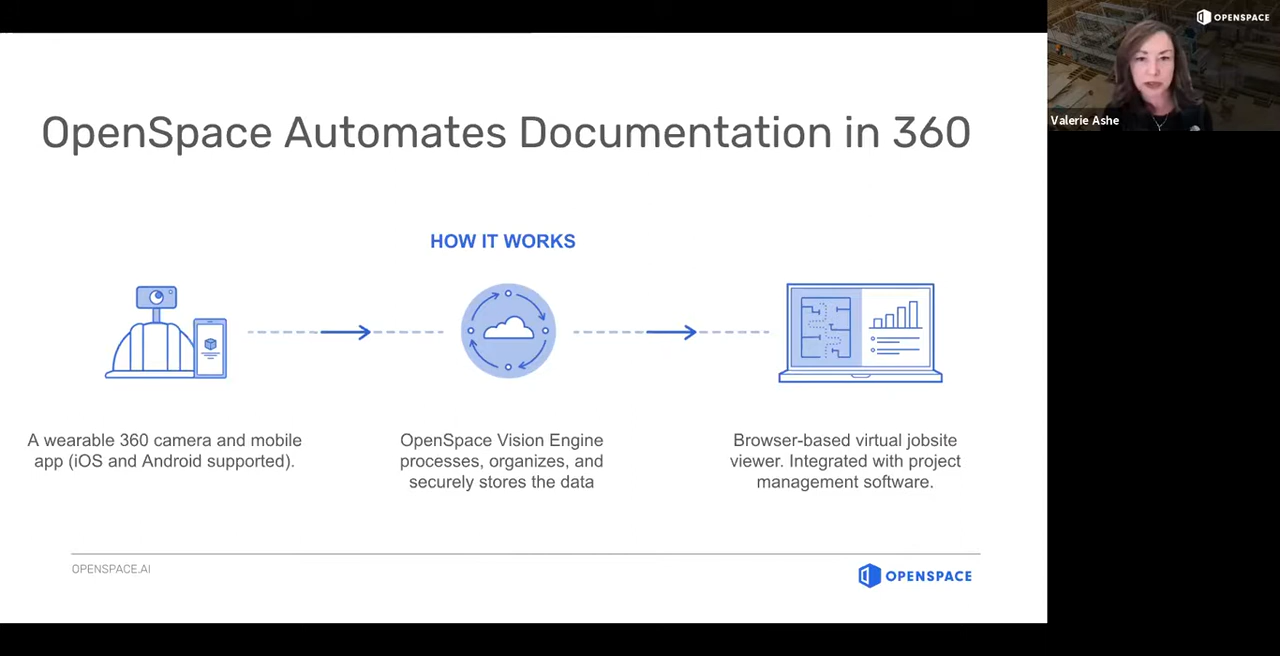 OpenSpace Automates Documentation in 360
HOW IT WORKS
A wearable 360 camera and mobile
app (iOS and Android supported).
OpenSpace Vision Engine
processes, organizes, and
securely stores the data
Browser-based virtual jobsite
viewer. Integrated with project
management software.
OPENSPACE.AI
OPENSPACE
OPENSPACE
Valerie Ashe